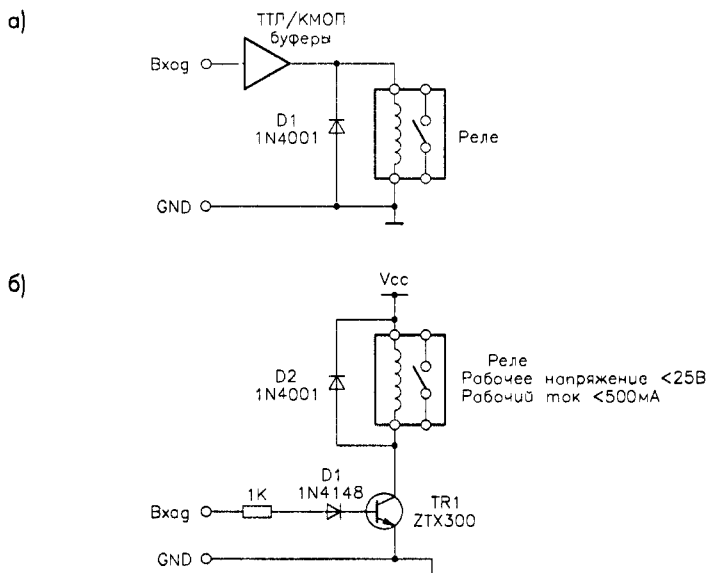 а)
ТТЛ/КМОП
буферы
Вход
D1
1N4001
Реле
GND
б)
Vcc
D2
1N4001
Реле
Рабочее напряжение <25В
Рабочий ток <500мА
1К
D1
1N4148
Вход
TR1
ZTX300
GND